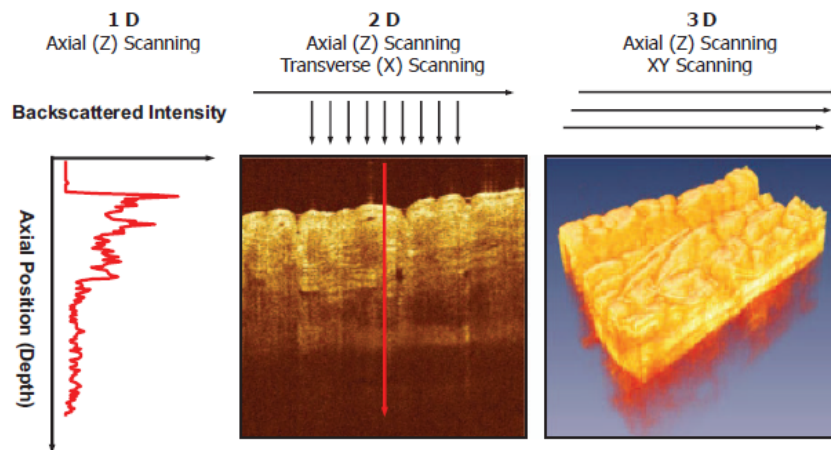 1 D
Axial (Z) Scanning
2 D
Axial (Z) Scanning
Transverse (X) Scanning
3 D
Axial (Z) Scanning
XY Scanning
Backscattered Intensity
Axial Position (Depth)